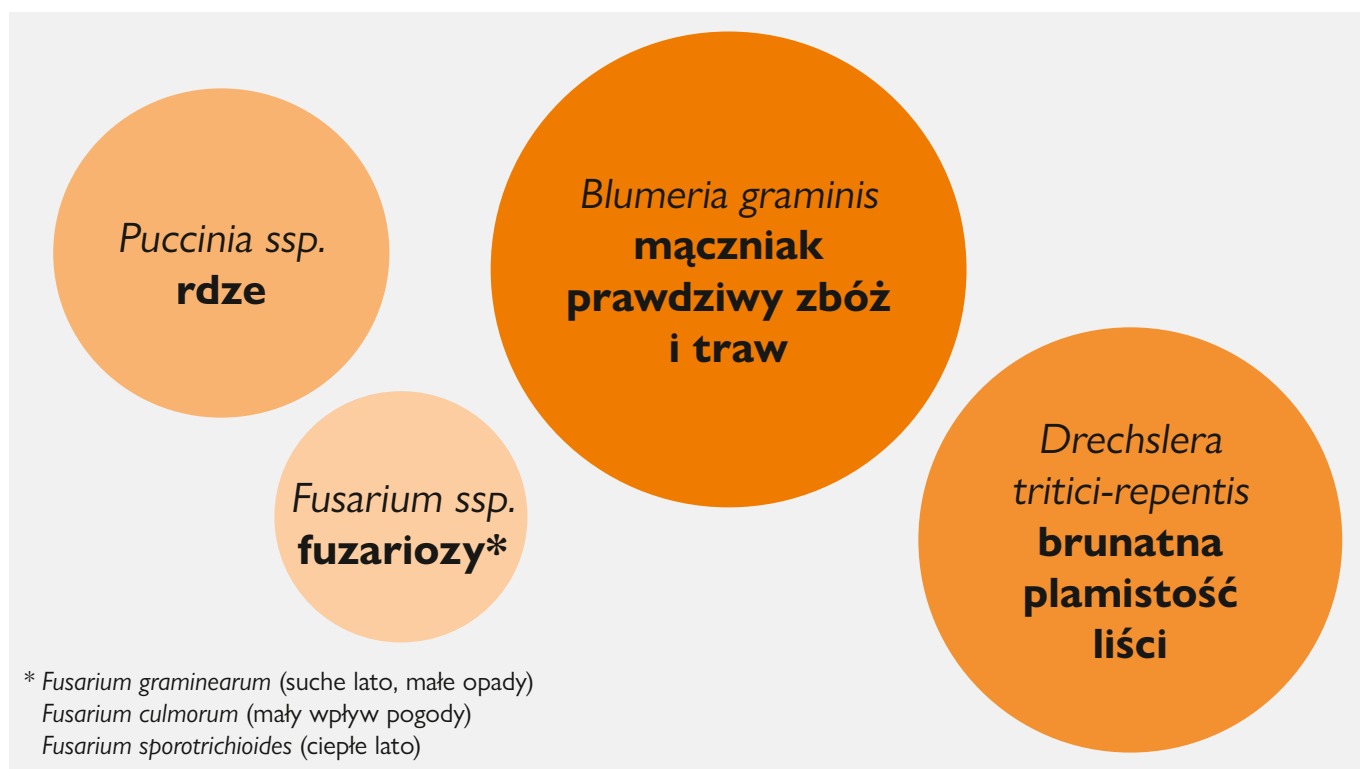 Puccinia ssp.
rdze
Blumeria graminis
mączniak
prawdziwy zbóż
i traw
Fusarium ssp.
fuzariozy*
Drechslera
tritici-repentis
brunatna
plamistość
liści
* Fusarium graminearum (suche lato, małe opady)
Fusarium culmorum (mały wpływ pogody)
Fusarium sporotrichioides (ciepłe lato)